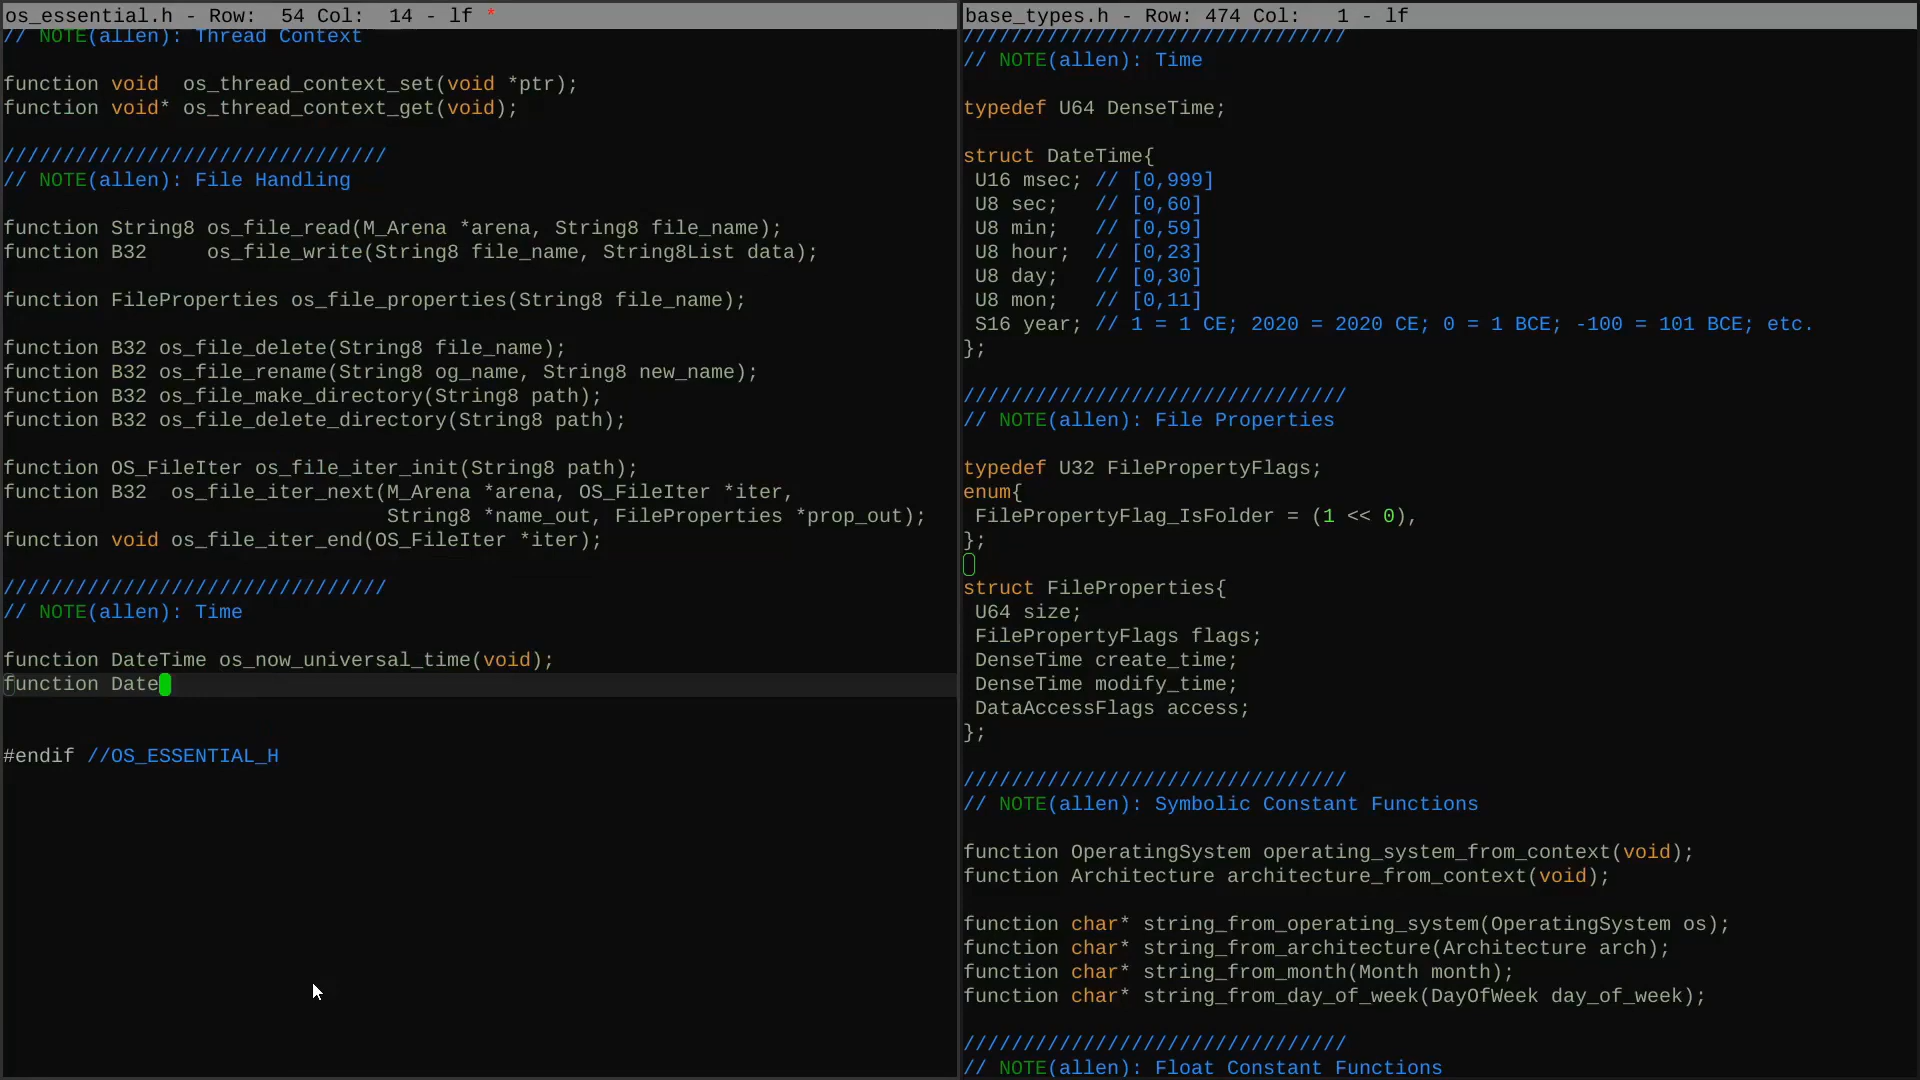 os_essential.h - Row:  54 Col:  14 - lf *
// NOTE(allen): Thread Context
function void  os_thread_context_set(void *ptr);
function void* os_thread_context_get(void);
////////////////////////////////
// NOTE(allen): File Handling
function String8 os_file_read(M_Arena *arena, String8 file_name);
function B32     os_file_write(String8 file_name, String8List data);
function FileProperties os_file_properties(String8 file_name);
function B32 os_file_delete(String8 file_name);
function B32 os_file_rename(String8 og_name, String8 new_name);
function B32 os_file_make_directory(String8 path);
function B32 os_file_delete_directory(String8 path);
function OS_FileIter os_file_iter_init(String8 path);
function B32  os_file_iter_next(M_Arena *arena, OS_FileIter *iter,
String8 *name_out, FileProperties *prop_out);
function void os_file_iter_end(OS_FileIter *iter);
////////////////////////////////
// NOTE(allen): Time
function DateTime os_now_universal_time(void);
function Date
#endif //OS_ESSENTIAL_H
base_types.h - Row: 474 Col:   1 - lf
////////////////////////////////
// NOTE(allen): Time
typedef U64 DenseTime;
struct DateTime{
U16 msec; // [0,999]
U8 sec;   // [0,60]
U8 min;   // [0,59]
U8 hour;  // [0,23]
U8 day;   // [0,30]
U8 mon;   // [0,11]
S16 year; // 1 = 1 CE; 2020 = 2020 CE; 0 = 1 BCE; -100 = 101 BCE; etc.
};
////////////////////////////////
// NOTE(allen): File Properties
typedef U32 FilePropertyFlags;
enum{
FilePropertyFlag_IsFolder = (1 << 0),
};
struct FileProperties{
U64 size;
FilePropertyFlags flags;
DenseTime create_time;
DenseTime modify_time;
DataAccessFlags access;
};
////////////////////////////////
// NOTE(allen): Symbolic Constant Functions
function OperatingSystem operating_system_from_context(void);
function Architecture architecture_from_context(void);
function char* string_from_operating_system(OperatingSystem os);
function char* string_from_architecture(Architecture arch);
function char* string_from_month(Month month);
function char* string_from_day_of_week(DayOfWeek day_of_week);
////////////////////////////////
// NOTE(allen): Float Constant Functions